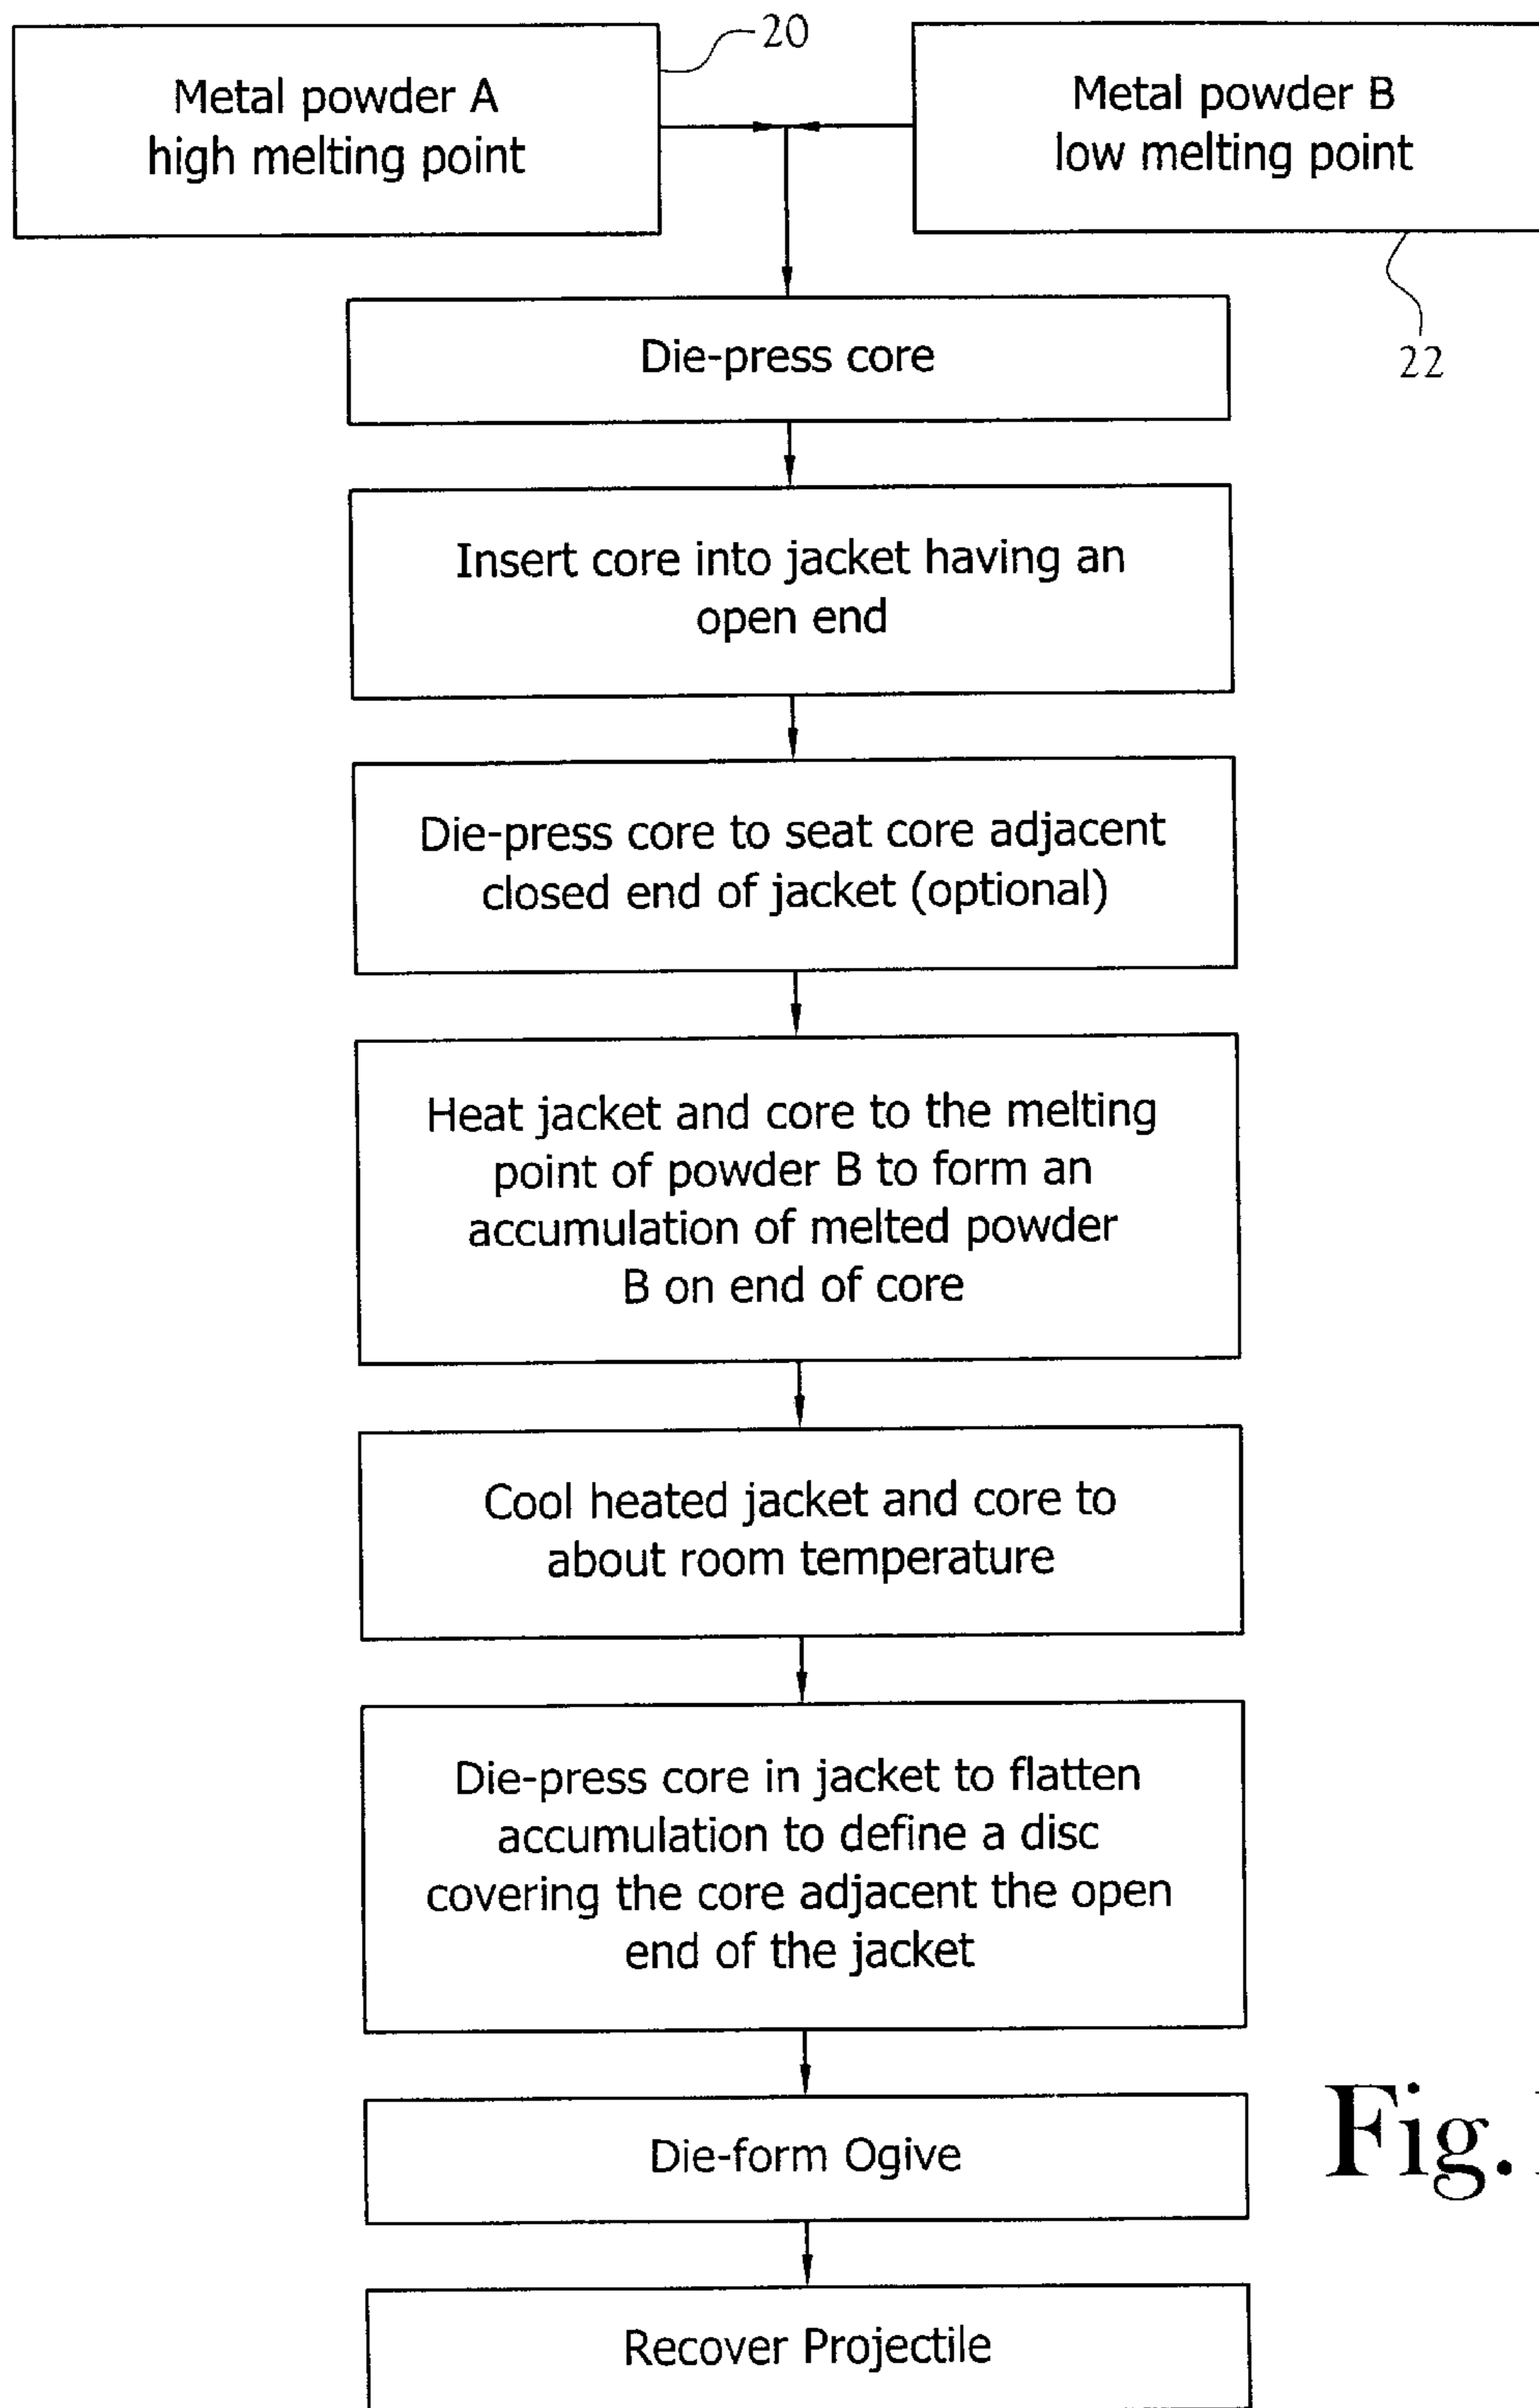 20
Metal powder A
high melting point
Metal powder B
low melting point
22
Die-press core
Insert core into jacket having an
open end
Die-press core to seat core adjacent
closed end of jacket (optional)
Heat jacket and core to the melting
point of powder B to form an
accumulation of melted powder
B on end of core
Cool heated jacket and core to
about room temperature
Die-press core in jacket to flatten
accumulation to define a disc
covering the core adjacent the open
end of the jacket
Die-form Ogive
Fig.
Recover Projectile